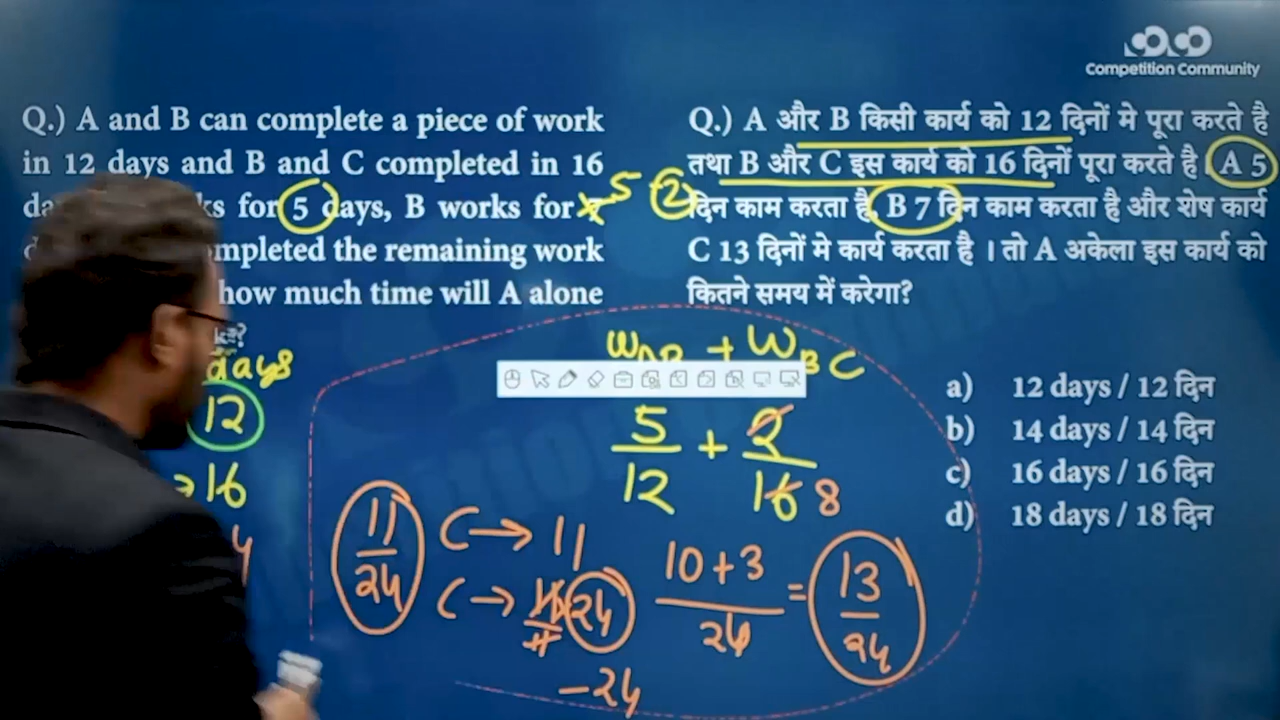 Competition Community
Q.) A and B can complete a piece of work
in 12 days and B and C completed in 16
for 5 days, B works for 5
the remaining work
how much time will A alone
Q.) A और B किसी कार्य को 12 दिनों मे पूरा करते है
तथा B और C इस कार्य को 16 दिनों पूरा करते है । A 5
2 दिन काम करता है, B 7 दिन काम करता है और शेष कार्य
C 13 दिनों मे कार्य करता है । तो A अकेला इस कार्य को
कितने समय में करेगा?
days
12
→16
W + W BC
5/12 + 2/16 8
10+3/24 = 13/24
11/24
C → 11
C → 24
-24
a) 12 days / 12 दिन
b) 14 days / 14 दिन
c) 16 days / 16 दिन
d) 18 days / 18 दिन